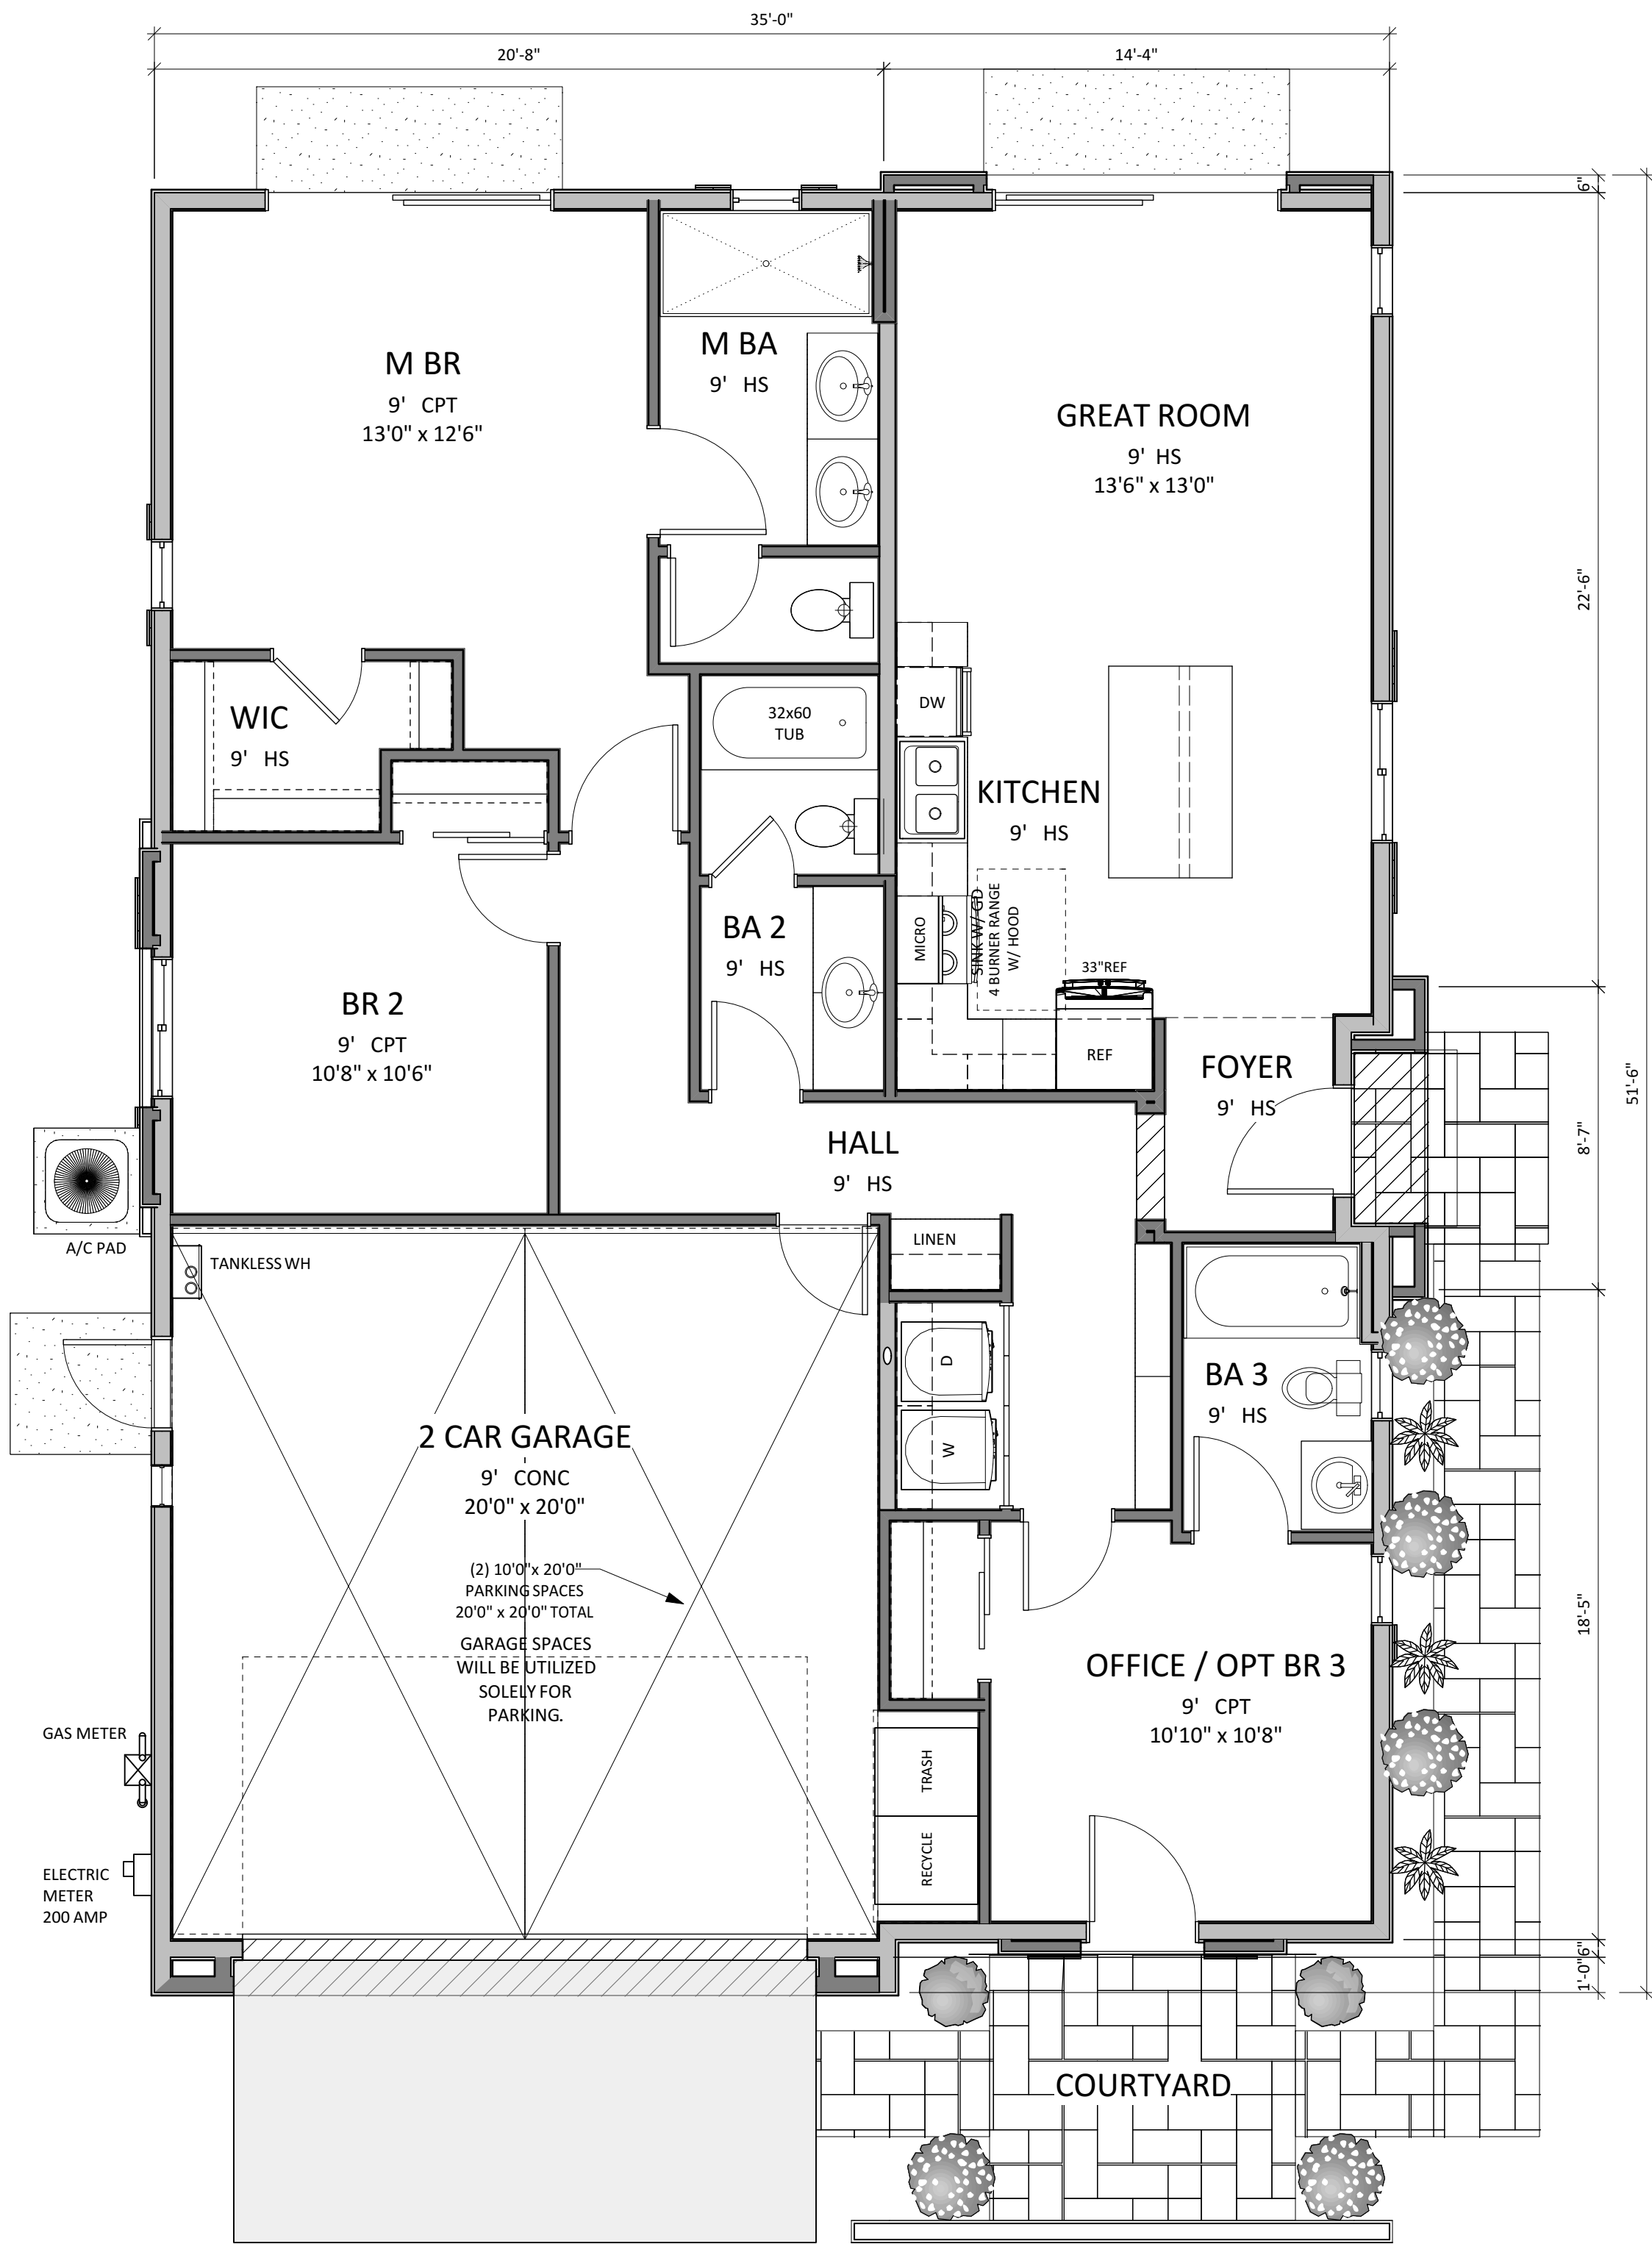 35'-0"
20'-8"
14'-4"
6"
M BR
9' CPT
13'0" x 12'6"
M BA
9' HS
GREAT ROOM
9' HS
13'6" x 13'0"
22'-6"
WIC
9' HS
32x60
TUB
DW
KITCHEN
9' HS
SINK W/ GD
4 BURNER RANGE
W/ HOOD
MICRO
33"REF
REF
BA 2
9' HS
BR 2
9' CPT
10'8" x 10'6"
FOYER
9' HS
51'-6"
8'-7"
HALL
9' HS
A/C PAD
TANKLESS WH
LINEN
D
W
BA 3
9' HS
2 CAR GARAGE
9' CONC
20'0" x 20'0"
(2) 10'0"x 20'0"
PARKING SPACES
20'0" x 20'0" TOTAL
GARAGE SPACES
WILL BE UTILIZED
SOLELY FOR
PARKING.
18'-5"
OFFICE / OPT BR 3
9' CPT
10'10" x 10'8"
GAS METER
TRASH
RECYCLE
ELECTRIC
METER
200 AMP
6"
1'-0"
COURTYARD